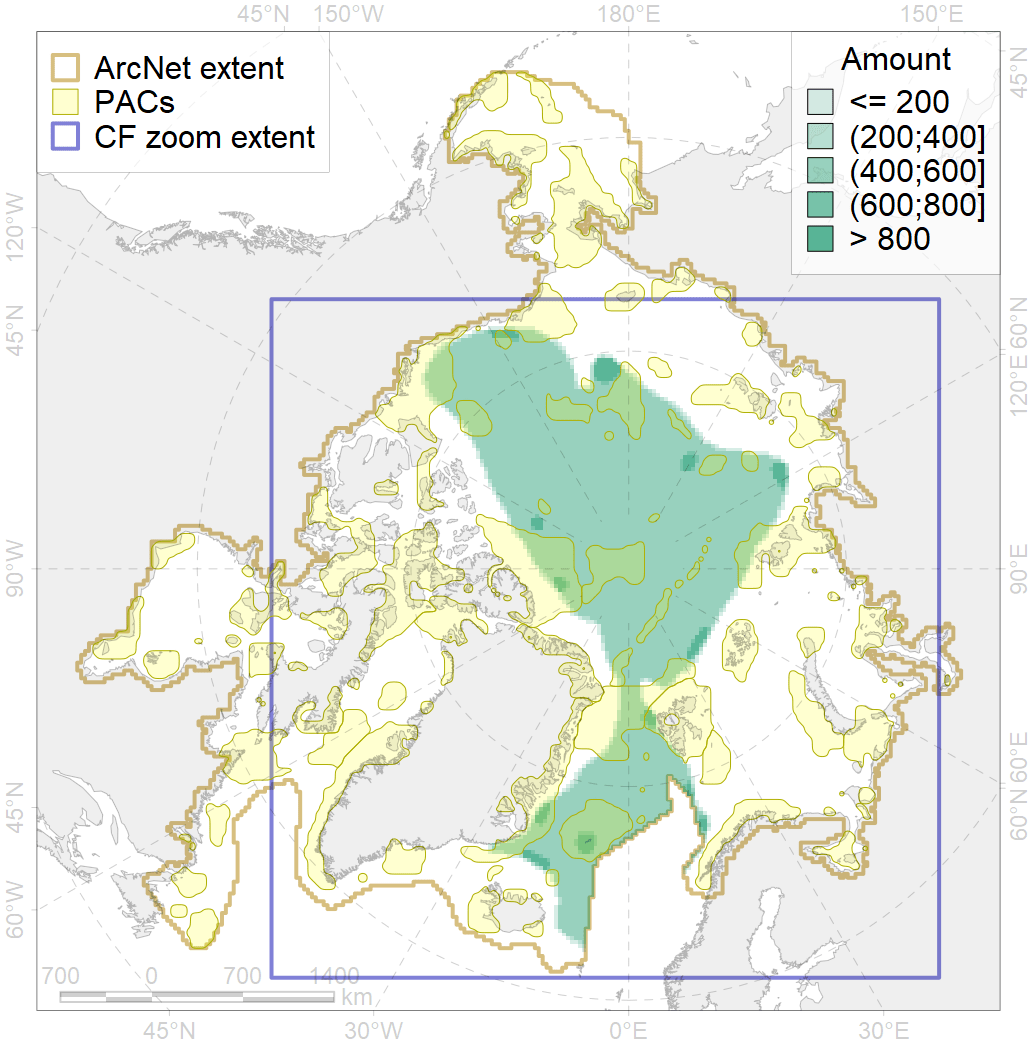 45°N 150°W 180°E 150°E
ArcNet extent
PACs
CF zoom extent
Amount
<= 200
(200;400]
(400;600]
(600;800]
> 800
45°N
120°W
45°N
90°W
45°N
60°W
60°N
120°E
90°E
60°E
60°N
700 0 700 1400
km
45°N 30°W 0°E 30°E